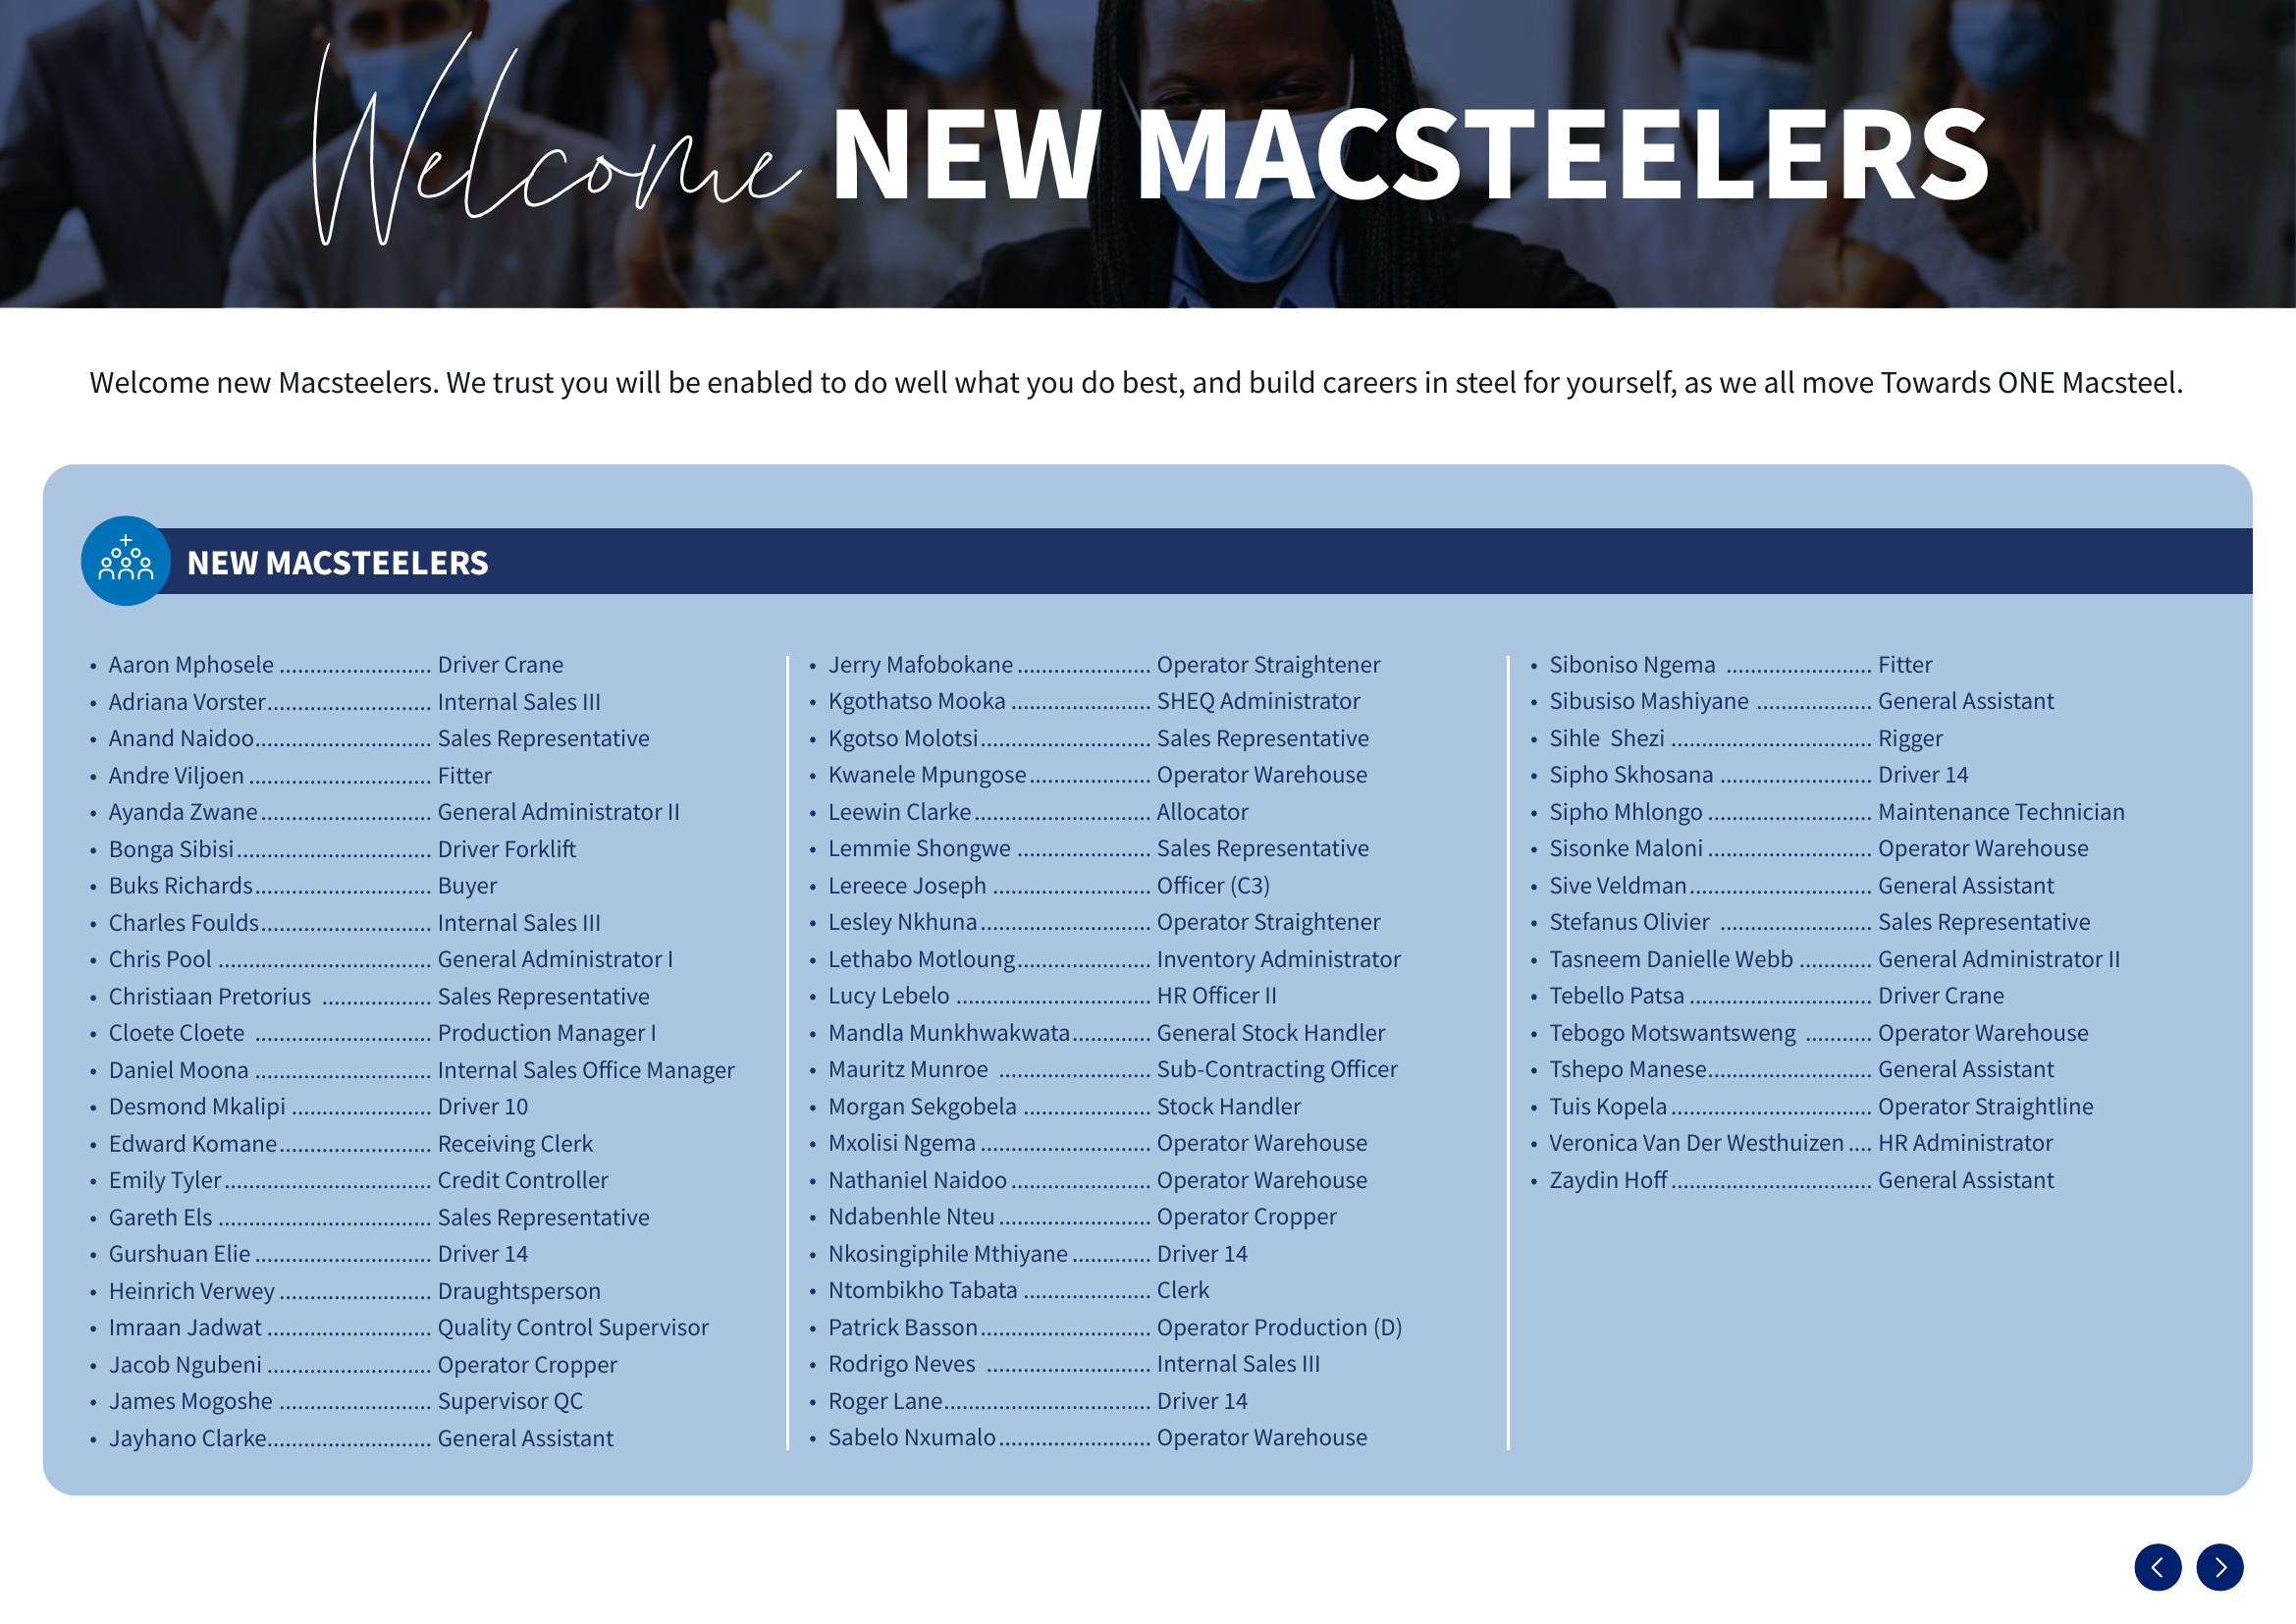 Welcome NEW MACSTEELERS
Welcome new Macsteelers. We trust you will be enabled to do well what you do best, and build careers in steel for yourself, as we all move Towards ONE Macsteel.
NEW MACSTEELERS
• Aaron Mphosele ......................... Driver Crane
• Adriana Vorster........................... Internal Sales III
• Anand Naidoo............................. Sales Representative
• Andre Viljoen .............................. Fitter
• Ayanda Zwane ............................ General Administrator II
• Bonga Sibisi ................................ Driver Forklift
• Buks Richards ............................. Buyer
• Charles Foulds ............................ Internal Sales III
• Chris Pool ................................... General Administrator I
• Christiaan Pretorius .................. Sales Representative
• Cloete Cloete ............................. Production Manager I
• Daniel Moona ............................. Internal Sales Office Manager
• Desmond Mkalipi ....................... Driver 10
• Edward Komane ......................... Receiving Clerk
• Emily Tyler .................................. Credit Controller
• Gareth Els ................................... Sales Representative
• Gurshuan Elie ............................. Driver 14
• Heinrich Verwey ......................... Draughtsperson
• Imraan Jadwat ........................... Quality Control Supervisor
• Jacob Ngubeni ........................... Operator Cropper
• James Mogoshe ......................... Supervisor QC
• Jayhano Clarke........................... General Assistant
• Jerry Mafobokane ...................... Operator Straightener
• Kgothatso Mooka ....................... SHEQ Administrator
• Kgotso Molotsi ............................ Sales Representative
• Kwanele Mpungose .................... Operator Warehouse
• Leewin Clarke ............................. Allocator
• Lemmie Shongwe ...................... Sales Representative
• Lereece Joseph .......................... Officer (C3)
• Lesley Nkhuna ............................ Operator Straightener
• Lethabo Motloung...................... Inventory Administrator
• Lucy Lebelo ................................ HR Officer II
• Mandla Munkhwakwata............. General Stock Handler
• Mauritz Munroe ......................... Sub-Contracting Officer
• Morgan Sekgobela ..................... Stock Handler
• Mxolisi Ngema ............................ Operator Warehouse
• Nathaniel Naidoo ....................... Operator Warehouse
• Ndabenhle Nteu ......................... Operator Cropper
• Nkosingiphile Mthiyane ............. Driver 14
• Ntombikho Tabata ..................... Clerk
• Patrick Basson ............................ Operator Production (D)
• Rodrigo Neves ........................... Internal Sales III
• Roger Lane.................................. Driver 14
• Sabelo Nxumalo ......................... Operator Warehouse
• Siboniso Ngema ........................ Fitter
• Sibusiso Mashiyane ................... General Assistant
• Sihle Shezi ................................. Rigger
• Sipho Skhosana ......................... Driver 14
• Sipho Mhlongo ........................... Maintenance Technician
• Sisonke Maloni ........................... Operator Warehouse
• Sive Veldman .............................. General Assistant
• Stefanus Olivier ......................... Sales Representative
• Tasneem Danielle Webb ............ General Administrator II
• Tebello Patsa .............................. Driver Crane
• Tebogo Motswantsweng ........... Operator Warehouse
• Tshepo Manese........................... General Assistant
• Tuis Kopela ................................. Operator Straightline
• Veronica Van Der Westhuizen .... HR Administrator
• Zaydin Hoff ................................. General Assistant